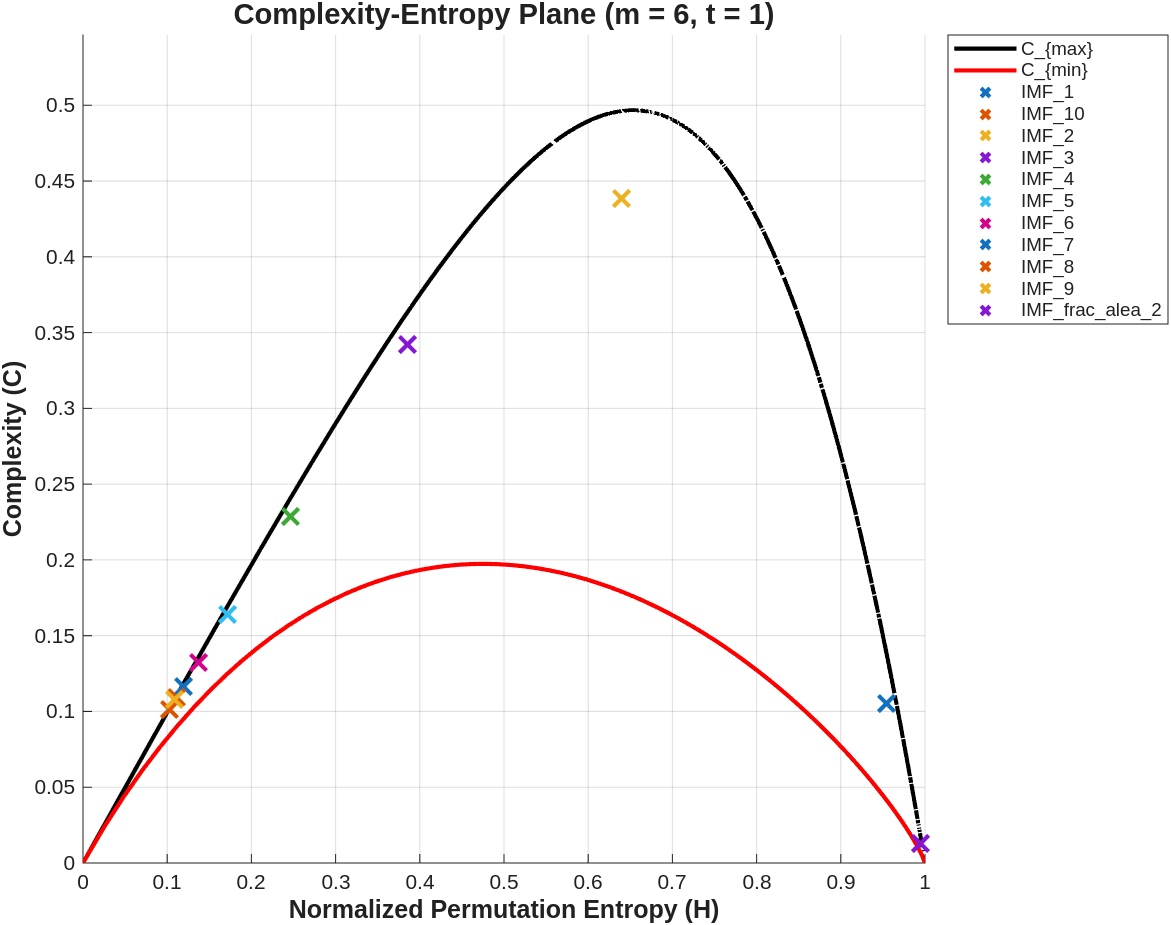 Complexity-Entropy Plane (m = 6, t = 1)
C_{max}
C_{min}
IMF_1
IMF_10
IMF_2
IMF_3
IMF_4
IMF_5
IMF_6
IMF_7
IMF_8
IMF_9
IMF_frac_alea_2
Complexity (C)
0.5
0.45
0.4
0.35
0.3
0.25
0.2
0.15
0.1
0.05
0
0 0.1 0.2 0.3 0.4 0.5 0.6 0.7 0.8 0.9 1
Normalized Permutation Entropy (H)